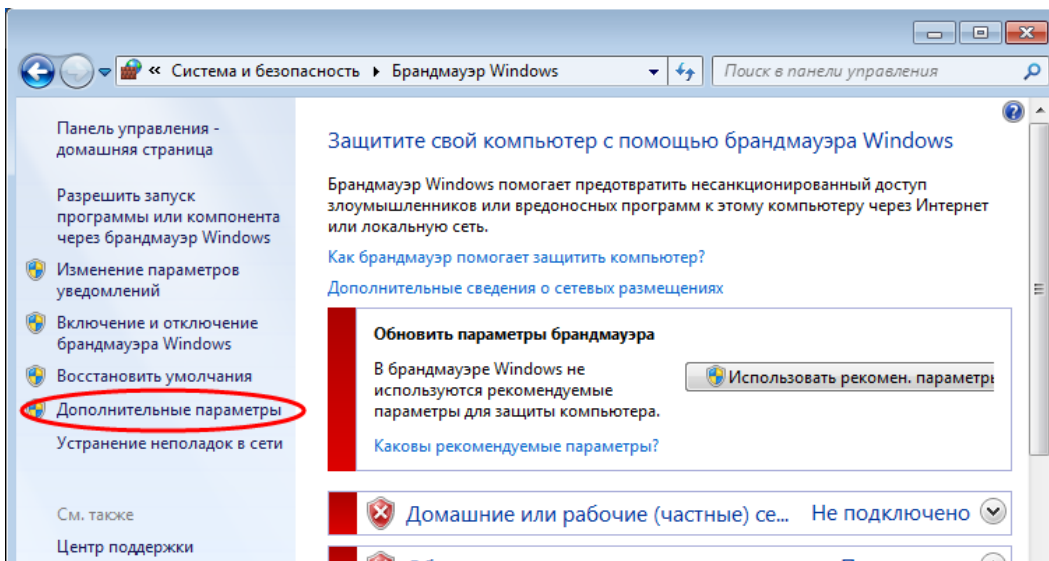 « Система и безопасность ▸ Брандмауэр Windows
Поиск в панели управления
Панель управления -
домашняя страница
Разрешить запуск
программы или компонента
через брандмауэр Windows
Изменение параметров
уведомлений
Включение и отключение
брандмауэра Windows
Восстановить умолчания
Дополнительные параметры
Устранение неполадок в сети
См. также
Центр поддержки
Защитите свой компьютер с помощью брандмауэра Windows
Брандмауэр Windows помогает предотвратить несанкционированный доступ
злоумышленников или вредоносных программ к этому компьютеру через Интернет
или локальную сеть.
Как брандмауэр помогает защитить компьютер?
Дополнительные сведения о сетевых размещениях
Обновить параметры брандмауэра
В брандмауэре Windows не
используются рекомендуемые
параметры для защиты компьютера.
Использовать рекомен. параметры
Каковы рекомендуемые параметры?
Домашние или рабочие (частные) се... Не подключено